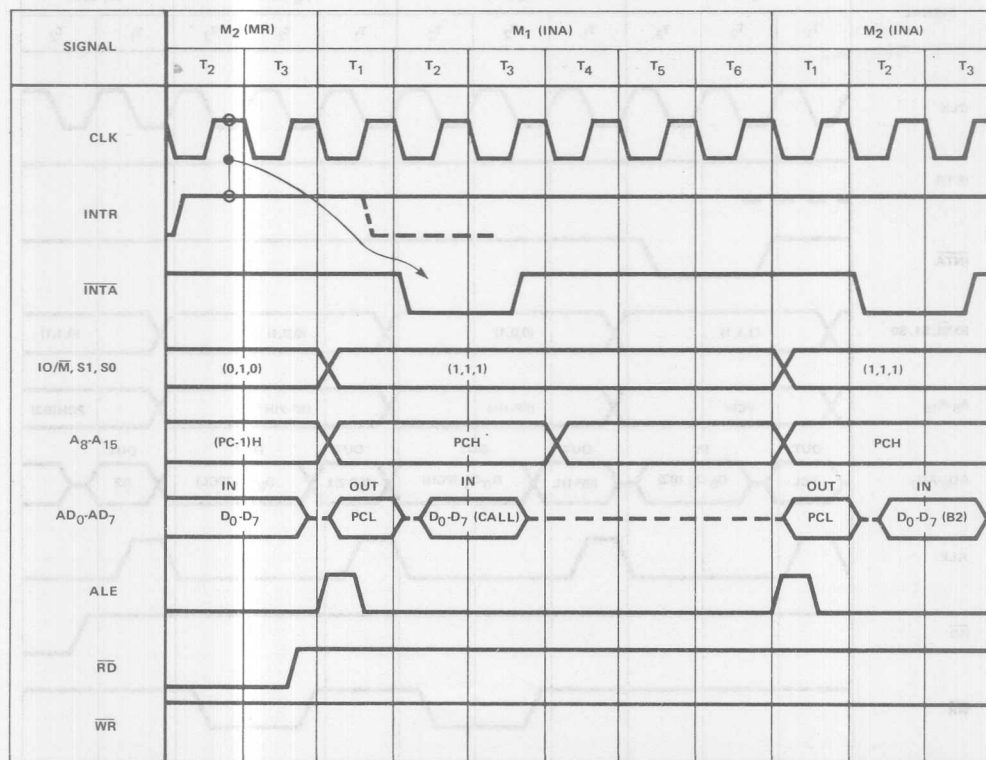 SIGNAL
M2 (MR) M1 (INA) M2 (INA)
T2 T3 T1 T2 T3 T4 T5 T6 T1 T2 T3
CLK
INTR
INTA
IO/M, S1, S0 (0,1,0) (1,1,1) (1,1,1)
A8-A15 (PC-1)H PCH PCH
IN OUT IN OUT IN
AD0-AD7 D0-D7 PCL D0-D7 (CALL) PCL D0-D7 (B2)
ALE
RD
WR